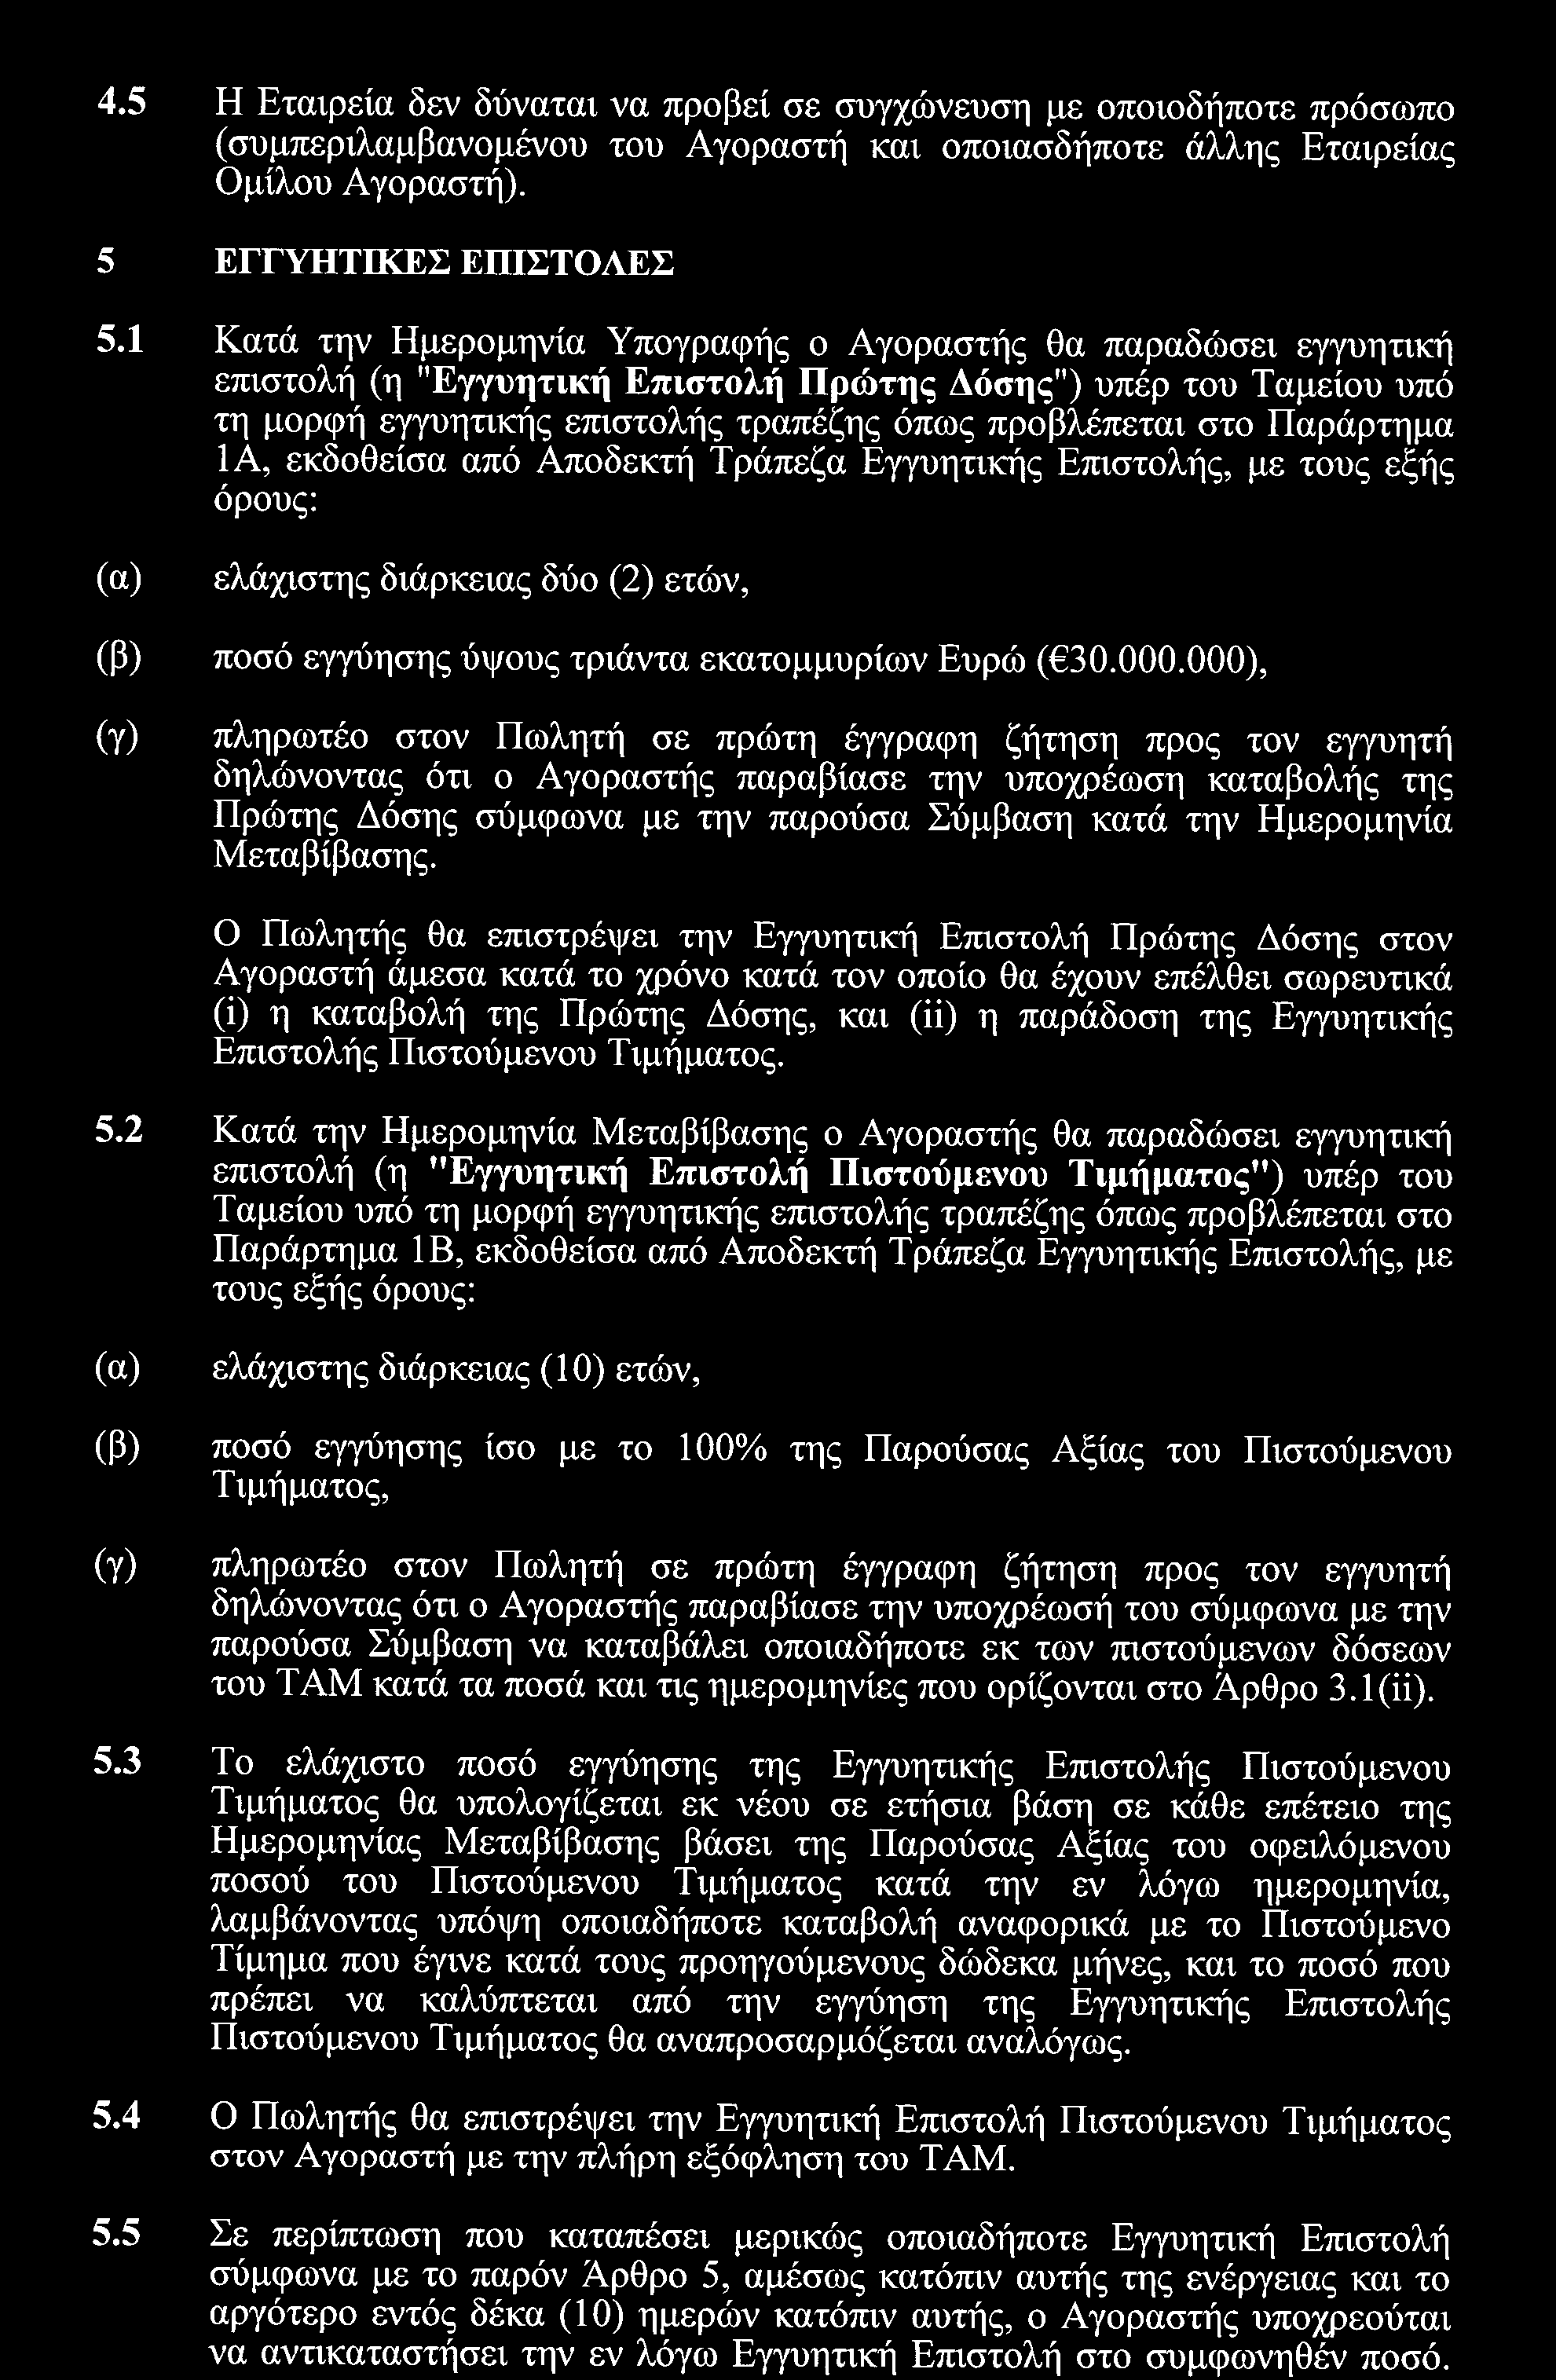 4.5 Η Εταιρεία δεν δύναται να προβεί σε συγχώνευση με οποιοδήποτε πρόσωπο
(συμπεριλαμβανομένου του Αγοραστή και οποιασδήποτε άλλης Εταιρείας
Ομίλου Αγοραστή).
5 ΕΓΓΥΗΤΙΚΕΣ ΕΠΙΣΤΟΛΕΣ
5.1 Κατά την Ημερομηνία Υπογραφής ο Αγοραστής θα παραδώσει εγγυητική
επιστολή (η "Εγγυητική Επιστολή Πρώτης Δόσης") υπέρ του Ταμείου υπό
τη μορφή εγγυητικής επιστολής τραπέζης όπως προβλέπεται στο Παράρτημα
1Α, εκδοθείσα από Αποδεκτή Τράπεζα Εγγυητικής Επιστολής, με τους εξής
όρους:
(α) ελάχιστης διάρκειας δύο (2) ετών,
(β) ποσό εγγύησης ύψους τριάντα εκατομμυρίων Ευρώ (€30.000.000),
(γ) πληρωτέο στον Πωλητή σε πρώτη έγγραφη ζήτηση προς τον εγγυητή
δηλώνοντας ότι ο Αγοραστής παραβίασε την υποχρέωση καταβολής της
Πρώτης Δόσης σύμφωνα με την παρούσα Σύμβαση κατά την Ημερομηνία
Μεταβίβασης.
Ο Πωλητής θα επιστρέψει την Εγγυητική Επιστολή Πρώτης Δόσης στον
Αγοραστή άμεσα κατά το χρόνο κατά τον οποίο θα έχουν επέλθει σωρευτικά
(i) η καταβολή της Πρώτης Δόσης, και (ii) η παράδοση της Εγγυητικής
Επιστολής Πιστούμενου Τιμήματος.
5.2 Κατά την Ημερομηνία Μεταβίβασης ο Αγοραστής θα παραδώσει εγγυητική
επιστολή (η "Εγγυητική Επιστολή Πιστούμενου Τιμήματος") υπέρ του
Ταμείου υπό τη μορφή εγγυητικής επιστολής τραπέζης όπως προβλέπεται στο
Παράρτημα 1Β, εκδοθείσα από Αποδεκτή Τράπεζα Εγγυητικής Επιστολής, με
τους εξής όρους:
(α) ελάχιστης διάρκειας (10) ετών,
(β) ποσό εγγύησης ίσο με το 100% της Παρούσας Αξίας του Πιστούμενου
Τιμήματος,
(γ) πληρωτέο στον Πωλητή σε πρώτη έγγραφη ζήτηση προς τον εγγυητή
δηλώνοντας ότι ο Αγοραστής παραβίασε την υποχρέωσή του σύμφωνα με την
παρούσα Σύμβαση να καταβάλει οποιαδήποτε εκ των πιστούμενων δόσεων
του ΤΑΜ κατά τα ποσά και τις ημερομηνίες που ορίζονται στο Άρθρο 3.1(ii).
5.3 Το ελάχιστο ποσό εγγύησης της Εγγυητικής Επιστολής Πιστούμενου
Τιμήματος θα υπολογίζεται εκ νέου σε ετήσια βάση σε κάθε επέτειο της
Ημερομηνίας Μεταβίβασης βάσει της Παρούσας Αξίας του οφειλόμενου
ποσού του Πιστούμενου Τιμήματος κατά την εν λόγω ημερομηνία,
λαμβάνοντας υπόψη οποιαδήποτε καταβολή αναφορικά με το Πιστούμενο
Τίμημα που έγινε κατά τους προηγούμενους δώδεκα μήνες, και το ποσό που
πρέπει να καλύπτεται από την εγγύηση της Εγγυητικής Επιστολής
Πιστούμενου Τιμήματος θα αναπροσαρμόζεται αναλόγως.
5.4 Ο Πωλητής θα επιστρέψει την Εγγυητική Επιστολή Πιστούμενου Τιμήματος
στον Αγοραστή με την πλήρη εξόφληση του ΤΑΜ.
5.5 Σε περίπτωση που καταπέσει μερικώς οποιαδήποτε Εγγυητική Επιστολή
σύμφωνα με το παρόν Άρθρο 5, αμέσως κατόπιν αυτής της ενέργειας και το
αργότερο εντός δέκα (10) ημερών κατόπιν αυτής, ο Αγοραστής υποχρεούται
να αντικαταστήσει την εν λόγω Εγγυητική Επιστολή στο συμφωνηθέν ποσό.